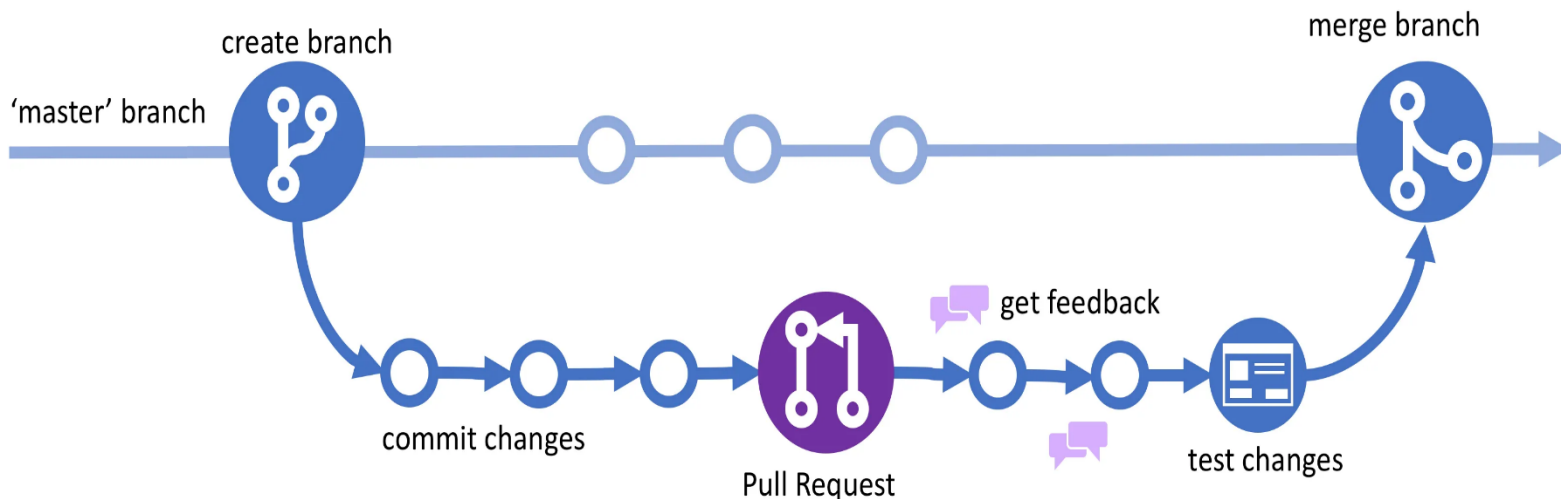 create branch
merge branch
‘master’ branch
get feedback
commit changes
test changes
Pull Request